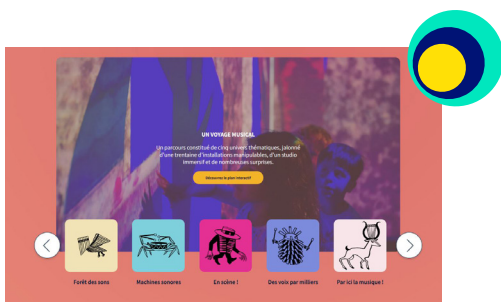 UN VOYAGE MUSICAL
Un parcours constitué de cinq univers thématiques, jalonné
d'une trentaine d'installations manipulables, d'un studio
immersif et de nombreuses surprises.
Découvrez le plan interactif
Forêt des sons
Machines sonores
En scène !
Des voix par milliers
Par ici la musique !